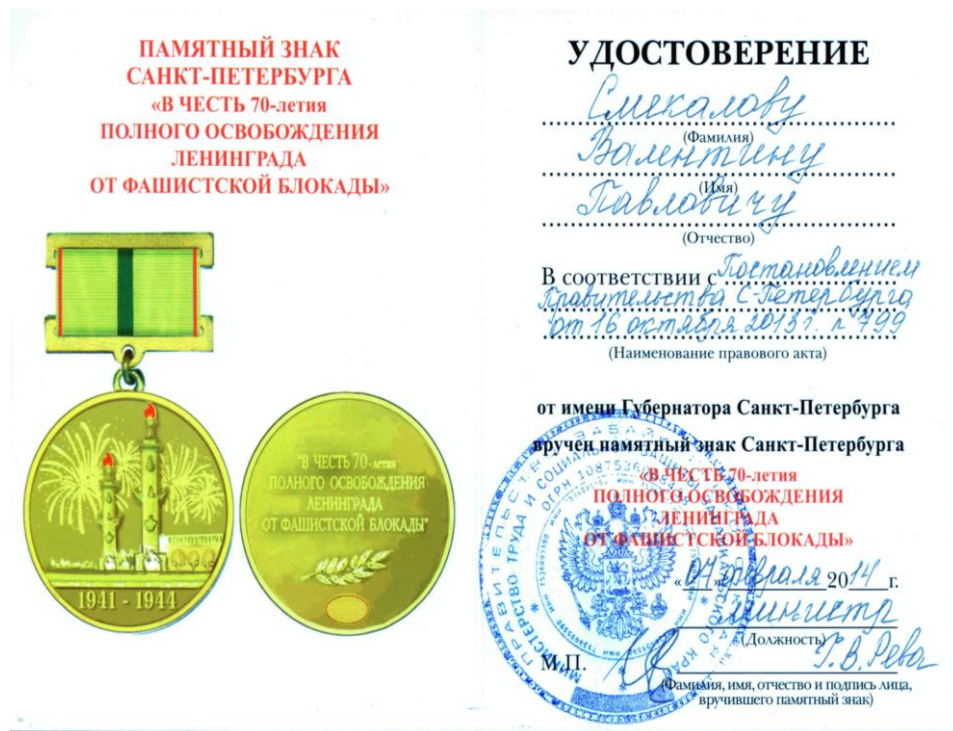 ПАМЯТНЫЙ ЗНАК
САНКТ-ПЕТЕРБУРГА
«В ЧЕСТЬ 70-летия
ПОЛНОГО ОСВОБОЖДЕНИЯ
ЛЕНИНГРАДА
ОТ ФАШИСТСКОЙ БЛОКАДЫ»
1941 - 1944
"В ЧЕСТЬ 70-летия
ПОЛНОГО ОСВОБОЖДЕНИЯ
ЛЕНИНГРАДА
ОТ ФАШИСТСКОЙ БЛОКАДЫ"
УДОСТОВЕРЕНИЕ
Смекалову
(Фамилия)
Валентину
(Имя)
Павловичу
(Отчество)
В соответствии с Постановлением
Правительства С-Петербурга
от 16 октября 2013 г. n 799
(Наименование правового акта)
от имени Губернатора Санкт-Петербурга
вручен памятный знак Санкт-Петербурга
«В ЧЕСТЬ 70-летия
ПОЛНОГО ОСВОБОЖДЕНИЯ
ЛЕНИНГРАДА
ОТ ФАШИСТСКОЙ БЛОКАДЫ»
«07» февраля 2014 г.
министр
(Должность)
Г.В. Рева
М.П.
(Фамилия, имя, отчество и подпись лица,
вручившего памятный знак)
МИНИСТЕРСТВО ТРУДА И СОЦИАЛЬНОЙ ЗАЩИТЫ